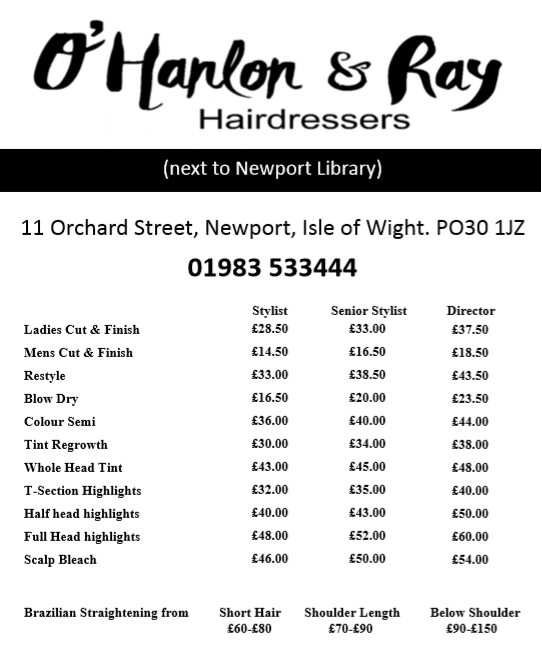 O'Hanlon & Ray
Hairdressers
(next to Newport Library)
11 Orchard Street, Newport, Isle of Wight. PO30 1JZ
01983 533444
Stylist Senior Stylist Director
Ladies Cut & Finish £28.50 £33.00 £37.50
Mens Cut & Finish £14.50 £16.50 £18.50
Restyle £33.00 £38.50 £43.50
Blow Dry £16.50 £20.00 £23.50
Colour Semi £36.00 £40.00 £44.00
Tint Regrowth £30.00 £34.00 £38.00
Whole Head Tint £43.00 £45.00 £48.00
T-Section Highlights £32.00 £35.00 £40.00
Half head highlights £40.00 £43.00 £50.00
Full Head highlights £48.00 £52.00 £60.00
Scalp Bleach £46.00 £50.00 £54.00
Brazilian Straightening from Short Hair Shoulder Length Below Shoulder
£60-£80 £70-£90 £90-£150